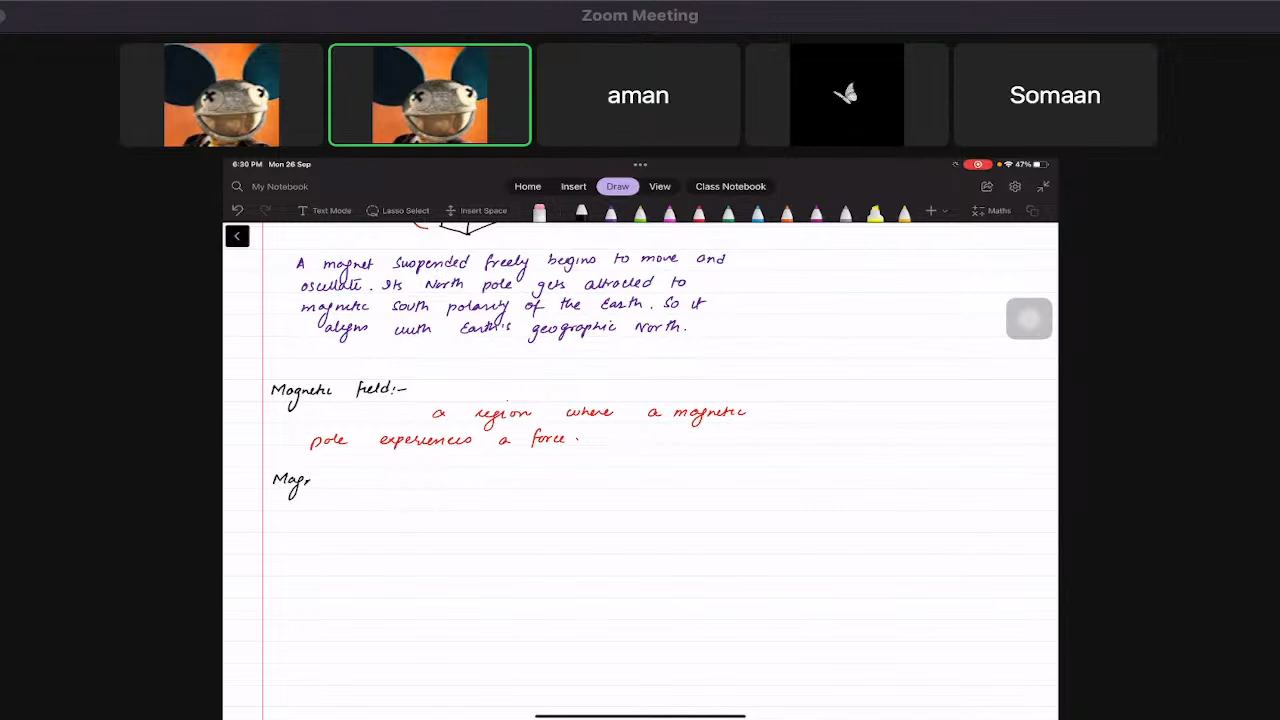 Zoom Meeting
aman
Somaan
6:30 PM Mon 26 Sep
47%
My Notebook
Home Insert Draw View Class Notebook
Text Mode Lasso Select Insert Space Maths
A magnet suspended freely begins to move and
oscillate. Its North pole gets attracted to
magnetic South polarity of the Earth. So it
aligns with Earth's geographic North.
Magnetic field:-
a region where a magnetic
pole experiences a force.
Magn